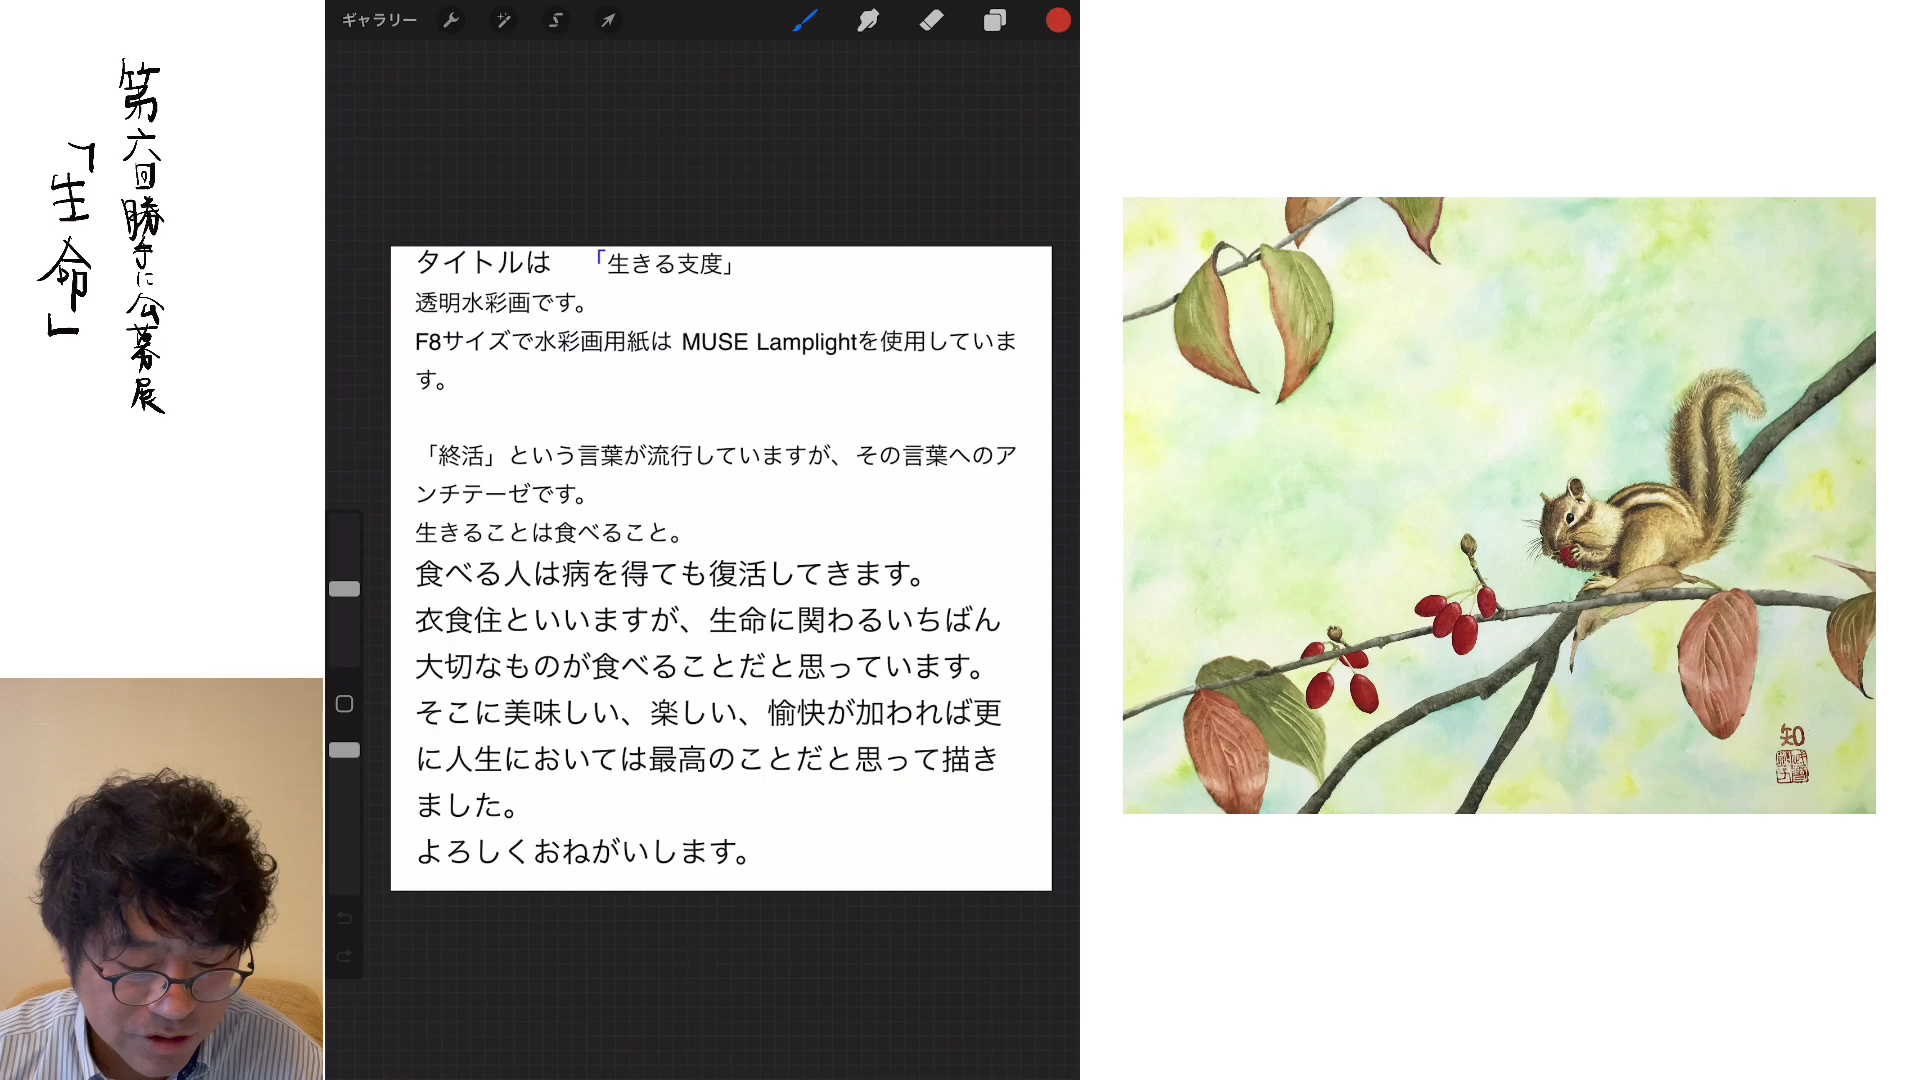 第六回勝手に公募展
「生命」
ギャラリー
タイトルは 「生きる支度」
透明水彩画です。
F8サイズで水彩画用紙は MUSE Lamplightを使用していま
す。
「終活」という言葉が流行していますが、その言葉へのア
ンチテーゼです。
生きることは食べること。
食べる人は病を得ても復活してきます。
衣食住といいますが、生命に関わるいちばん
大切なものが食べることだと思っています。
そこに美味しい、楽しい、愉快が加われば更
に人生においては最高のことだと思って描き
ました。
よろしくおねがいします。
知